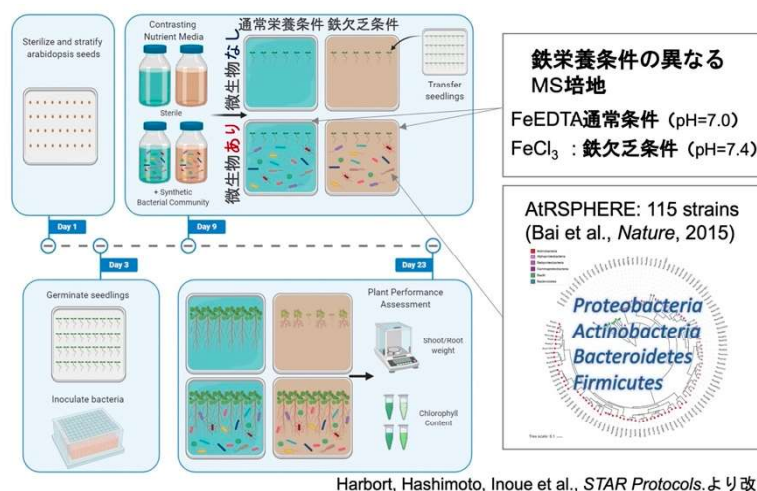 Sterilize and stratify
arabidopsis seeds
Day 1
Contrasting
Nutrient Media
Sterile
+ Synthetic
Bacterial Community
通常栄養条件 鉄欠乏条件
微生物なし
微生物あり
Transfer
seedlings
Day 9
Day 3
Germinate seedlings
Inoculate bacteria
Day 23
Plant Performance
Assessment
Shoot/Root
weight
Chlorophyll
Content
鉄栄養条件の異なる
MS培地
FeEDTA通常条件（pH=7.0）
FeCl₃ ：鉄欠乏条件（pH=7.4）
AtRSPHERE: 115 strains
(Bai et al., Nature, 2015)
Proteobacteria
Actinobacteria
Bacteroidetes
Firmicutes
Harbort, Hashimoto, Inoue et al., STAR Protocols.より改